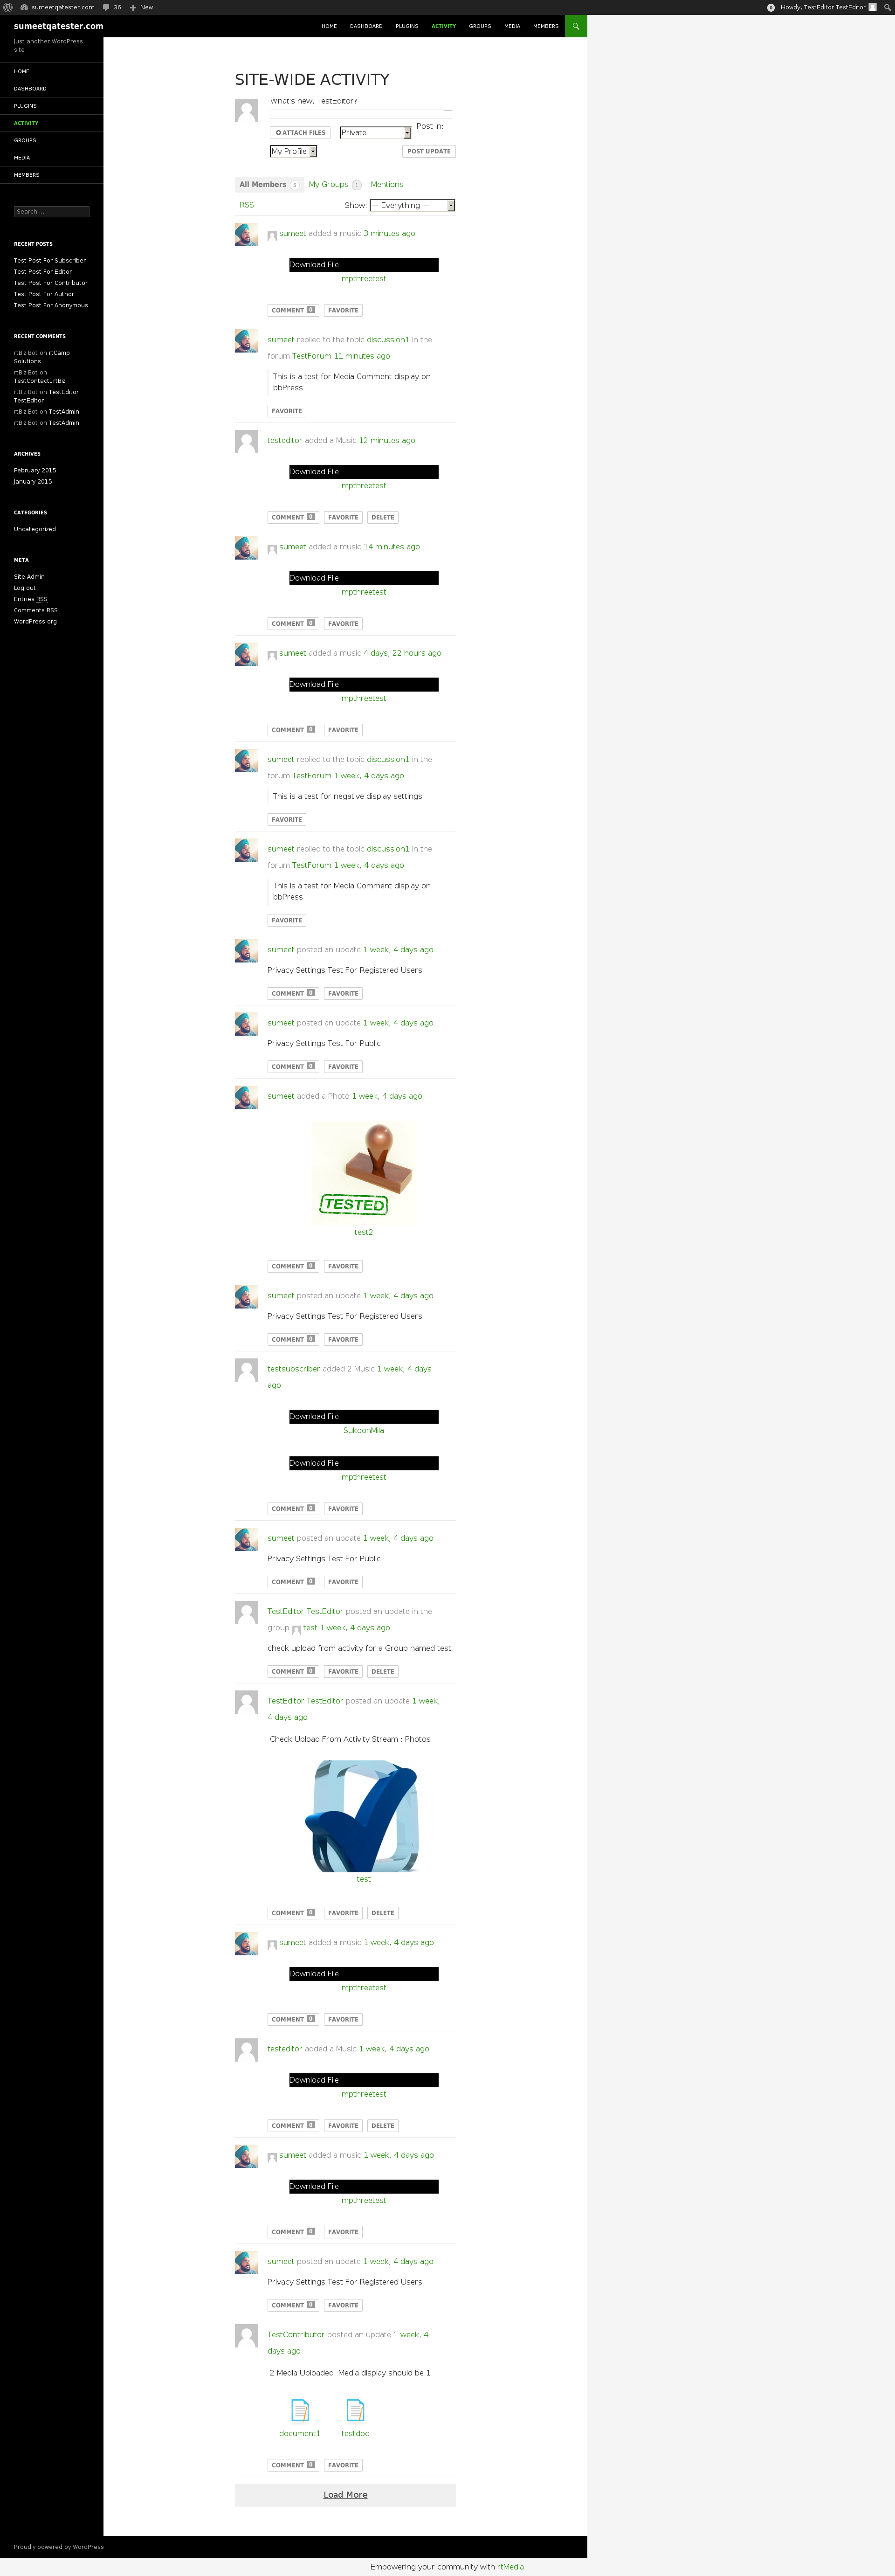 sumeetqatester.com 36 New Howdy, TestEditor TestEditor
sumeetqatester.com
Just another WordPress
site
HOME DASHBOARD PLUGINS ACTIVITY GROUPS MEDIA MEMBERS
HOME
DASHBOARD
PLUGINS
ACTIVITY
GROUPS
MEDIA
MEMBERS
Search …
RECENT POSTS
Test Post For Subscriber
Test Post For Editor
Test Post For Contributor
Test Post For Author
Test Post For Anonymous
RECENT COMMENTS
rtBiz Bot on rtCamp
Solutions
rtBiz Bot on
TestContact1rtBiz
rtBiz Bot on TestEditor
TestEditor
rtBiz Bot on TestAdmin
rtBiz Bot on TestAdmin
ARCHIVES
February 2015
January 2015
CATEGORIES
Uncategorized
META
Site Admin
Log out
Entries RSS
Comments RSS
WordPress.org
SITE-WIDE ACTIVITY
What's new, TestEditor?
ATTACH FILES Private Post in:
My Profile POST UPDATE
All Members My Groups 1 Mentions
RSS Show: — Everything —
sumeet added a music 3 minutes ago
Download File
mpthreetest
COMMENT 0 FAVORITE
sumeet replied to the topic discussion1 in the
forum TestForum 11 minutes ago
This is a test for Media Comment display on
bbPress
FAVORITE
testeditor added a Music 12 minutes ago
Download File
mpthreetest
COMMENT 0 FAVORITE DELETE
sumeet added a music 14 minutes ago
Download File
mpthreetest
COMMENT 0 FAVORITE
sumeet added a music 4 days, 22 hours ago
Download File
mpthreetest
COMMENT 0 FAVORITE
sumeet replied to the topic discussion1 in the
forum TestForum 1 week, 4 days ago
This is a test for negative display settings
FAVORITE
sumeet replied to the topic discussion1 in the
forum TestForum 1 week, 4 days ago
This is a test for Media Comment display on
bbPress
FAVORITE
sumeet posted an update 1 week, 4 days ago
Privacy Settings Test For Registered Users
COMMENT 0 FAVORITE
sumeet posted an update 1 week, 4 days ago
Privacy Settings Test For Public
COMMENT 0 FAVORITE
sumeet added a Photo 1 week, 4 days ago
TESTED
test2
COMMENT 0 FAVORITE
sumeet posted an update 1 week, 4 days ago
Privacy Settings Test For Registered Users
COMMENT 0 FAVORITE
testsubscriber added 2 Music 1 week, 4 days
ago
Download File
SukoonMila
Download File
mpthreetest
COMMENT 0 FAVORITE
sumeet posted an update 1 week, 4 days ago
Privacy Settings Test For Public
COMMENT 0 FAVORITE
TestEditor TestEditor posted an update in the
group test 1 week, 4 days ago
check upload from activity for a Group named test
COMMENT 0 FAVORITE DELETE
TestEditor TestEditor posted an update 1 week,
4 days ago
Check Upload From Activity Stream : Photos
test
COMMENT 0 FAVORITE DELETE
sumeet added a music 1 week, 4 days ago
Download File
mpthreetest
COMMENT 0 FAVORITE
testeditor added a Music 1 week, 4 days ago
Download File
mpthreetest
COMMENT 0 FAVORITE DELETE
sumeet added a music 1 week, 4 days ago
Download File
mpthreetest
COMMENT 0 FAVORITE
sumeet posted an update 1 week, 4 days ago
Privacy Settings Test For Registered Users
COMMENT 0 FAVORITE
TestContributor posted an update 1 week, 4
days ago
2 Media Uploaded. Media display should be 1
document1 testdoc
COMMENT 0 FAVORITE
Load More
Proudly powered by WordPress
Empowering your community with rtMedia